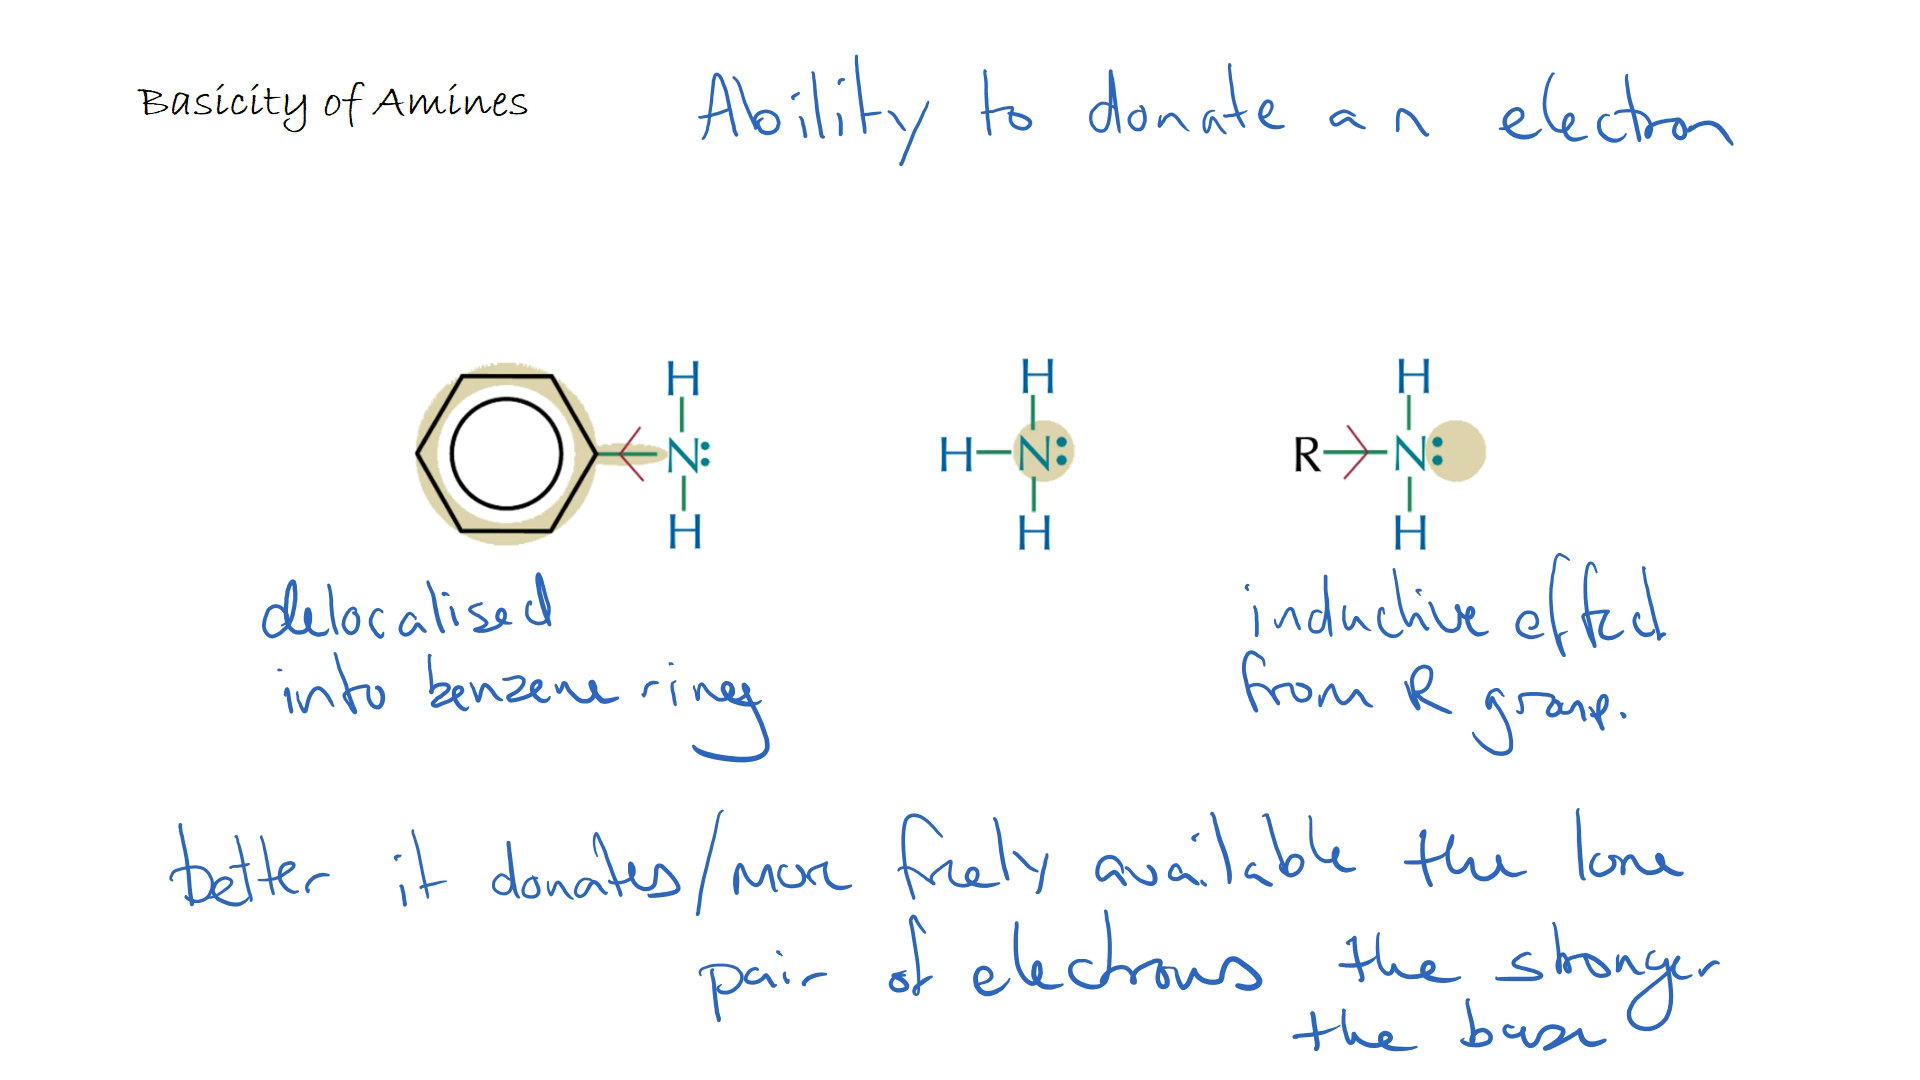 Basicity of Amines
Ability to donate an electron
H H H
N: H N: R N:
H H H
delocalised
into benzene ring
inductive effect
from R group.
better it donates/more freely available the lone
pair of electrons the stronger
the base